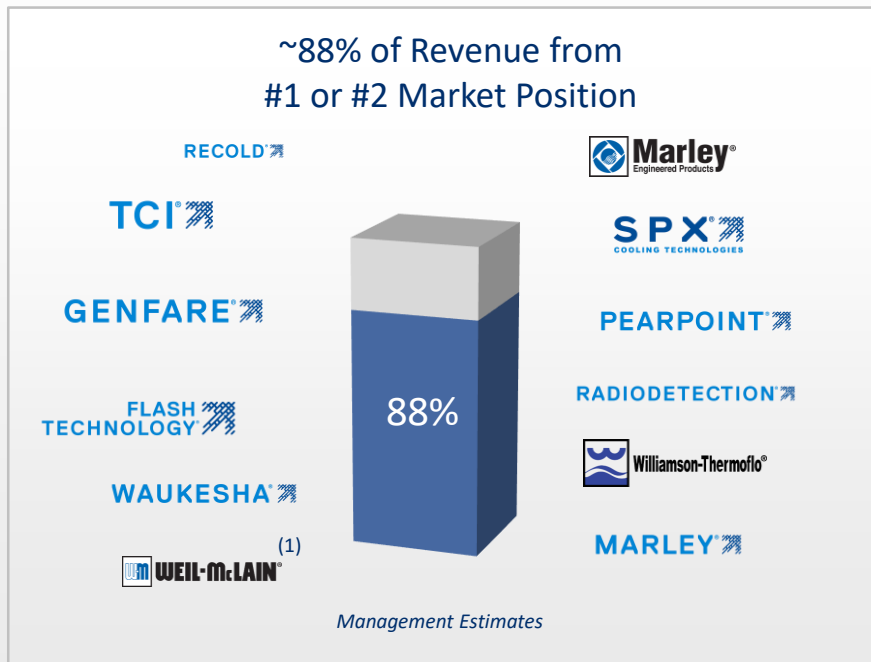 ~88% of Revenue from
#1 or #2 Market Position
RECOLD®
TCI®
GENFARE®
FLASH
TECHNOLOGY®
WAUKESHA®
(1)
WM WEIL-McLAIN®
88%
Marley®
Engineered Products
SPX®
COOLING TECHNOLOGIES
PEARPOINT®
RADIODETECTION®
Williamson-Thermoflo®
MARLEY®
Management Estimates